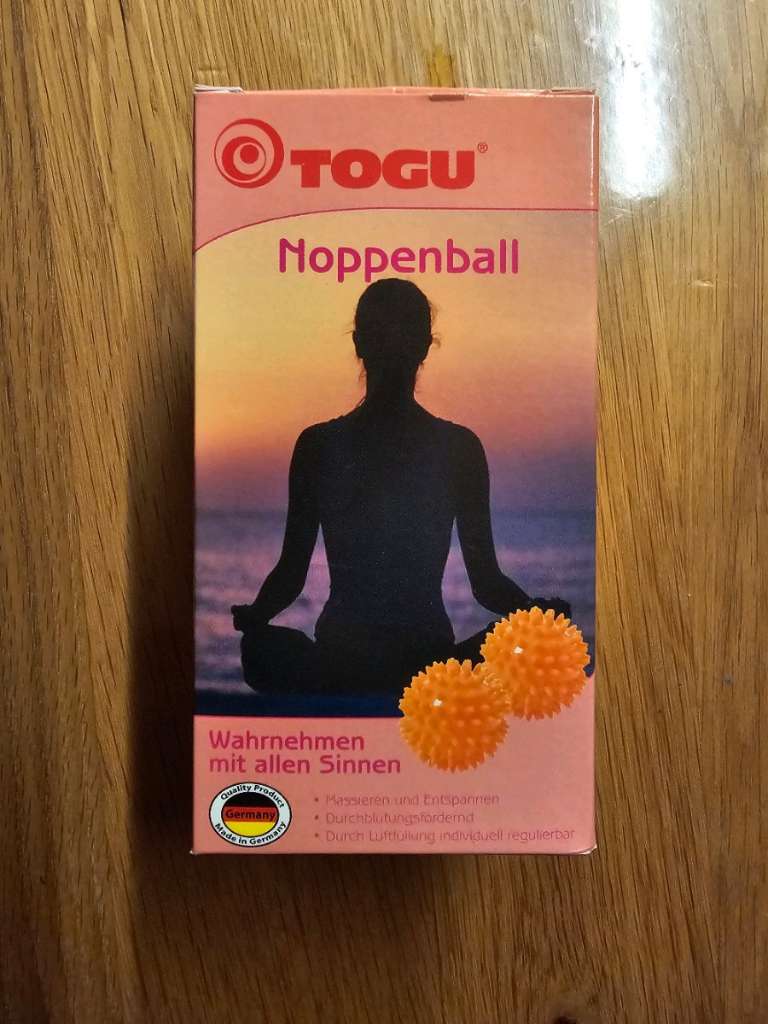 TOGU®
Noppenball
Wahrnehmen
mit allen Sinnen
• Massieren und Entspannen
• Durchblutungsfördernd
• Durch Luftfüllung individuell regulierbar
Quality Product
Germany
Made in Germany